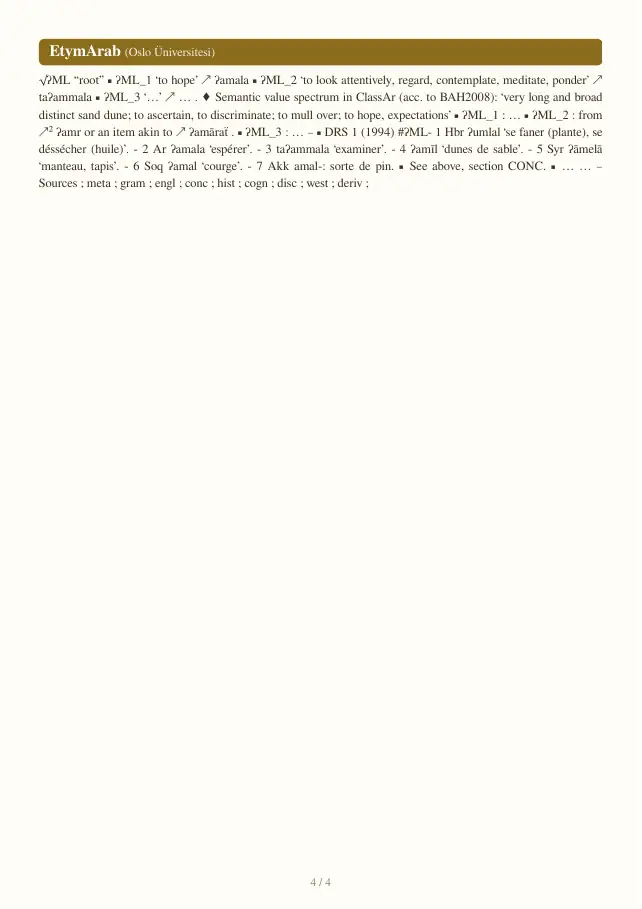 EtymArab (Oslo Üniversitesi)
√ʔML “root” ▪ ʔML_1 ‘to hope’ ↗ ʔamala ▪ ʔML_2 ‘to look attentively, regard, contemplate, meditate, ponder’ ↗
taʔammala ▪ ʔML_3 ‘…’ ↗ … . ♦ Semantic value spectrum in ClassAr (acc. to BAH2008): ‘very long and broad
distinct sand dune; to ascertain, to discriminate; to mull over; to hope, expectations’ ▪ ʔML_1 : … ▪ ʔML_2 : from
↗² ʔamr or an item akin to ↗ ʔamāraẗ . ▪ ʔML_3 : … – ▪ DRS 1 (1994) #ʔML- 1 Hbr ʔumlal ‘se faner (plante), se
déssécher (huile)’. - 2 Ar ʔamala ‘espérer’. - 3 taʔammala ‘examiner’. - 4 ʔamīl ‘dunes de sable’. - 5 Syr ʔāmelā
‘manteau, tapis’. - 6 Soq ʔamal ‘courge’. - 7 Akk amal-: sorte de pin. ▪ See above, section CONC. ▪ … … –
Sources ; meta ; gram ; engl ; conc ; hist ; cogn ; disc ; west ; deriv ;
4 / 4